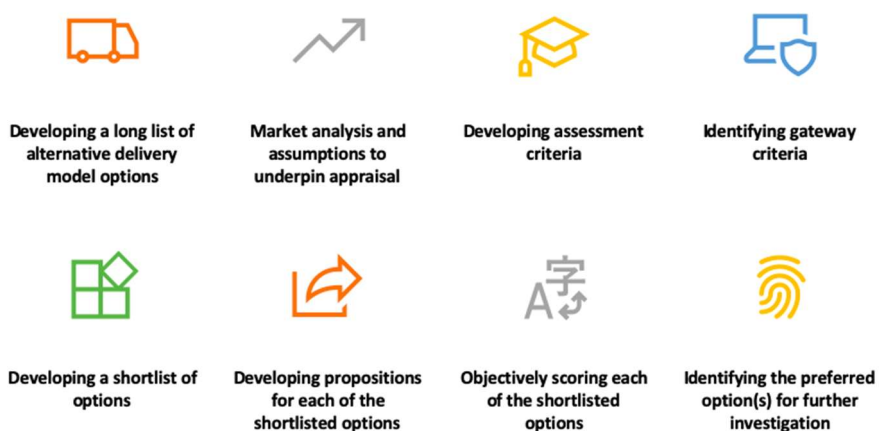 Developing a long list of
alternative delivery
model options
Market analysis and
assumptions to
underpin appraisal
Developing assessment
criteria
Identifying gateway
criteria
A字
Developing a shortlist of
options
Developing propositions
for each of the
shortlisted options
Objectively scoring each
of the shortlisted
options
Identifying the preferred
option(s) for further
investigation